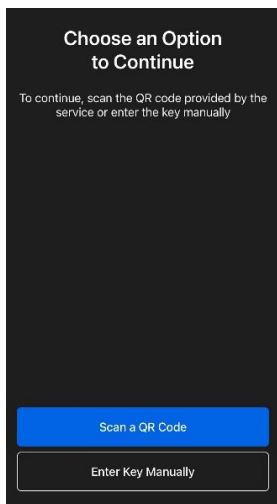 Choose an Option
to Continue
To continue, scan the QR code provided by the
service or enter the key manually
Scan a QR Code
Enter Key Manually